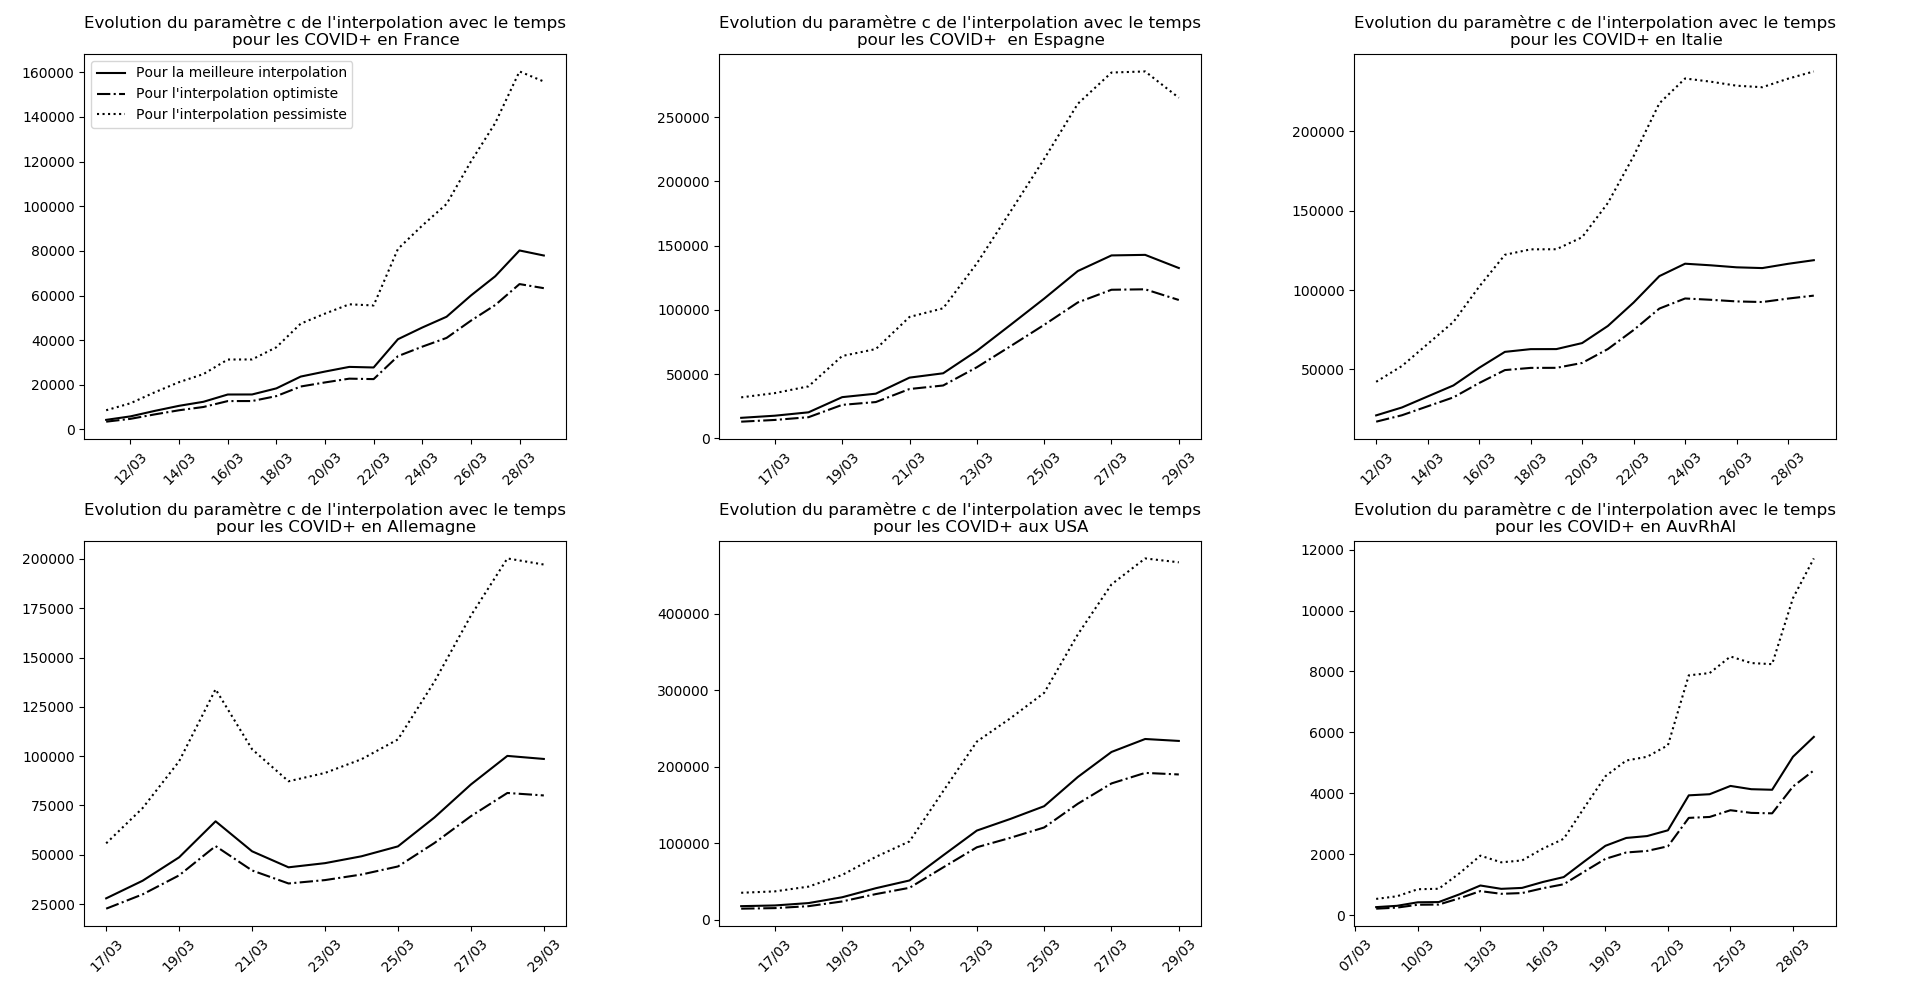 Evolution du paramètre c de l'interpolation avec le temps
pour les COVID+ en France
160000
140000
120000
100000
80000
60000
40000
20000
0
Pour la meilleure interpolation
Pour l'interpolation optimiste
Pour l'interpolation pessimiste
12/03 14/03 16/03 18/03 20/03 22/03 24/03 26/03 28/03
Evolution du paramètre c de l'interpolation avec le temps
pour les COVID+ en Espagne
250000
200000
150000
100000
50000
0
17/03 19/03 21/03 23/03 25/03 27/03 29/03
Evolution du paramètre c de l'interpolation avec le temps
pour les COVID+ en Italie
200000
150000
100000
50000
12/03 14/03 16/03 18/03 20/03 22/03 24/03 26/03 28/03
Evolution du paramètre c de l'interpolation avec le temps
pour les COVID+ en Allemagne
200000
175000
150000
125000
100000
75000
50000
25000
17/03 19/03 21/03 23/03 25/03 27/03 29/03
Evolution du paramètre c de l'interpolation avec le temps
pour les COVID+ aux USA
400000
300000
200000
100000
0
17/03 19/03 21/03 23/03 25/03 27/03 29/03
Evolution du paramètre c de l'interpolation avec le temps
pour les COVID+ en AuvRhAl
12000
10000
8000
6000
4000
2000
0
07/03 10/03 13/03 16/03 19/03 22/03 25/03 28/03